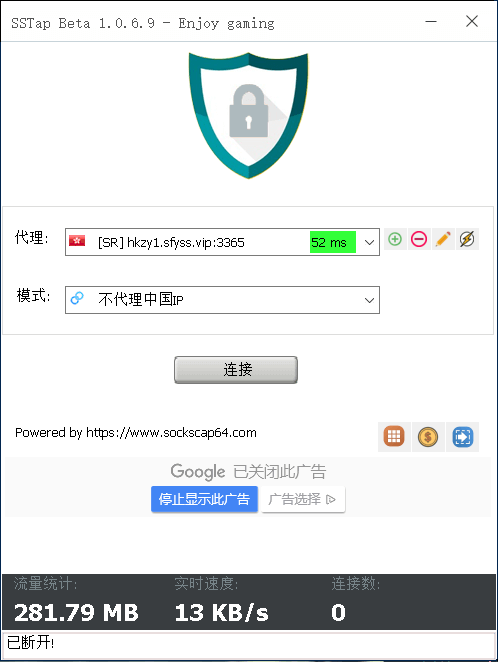 SSTap Beta 1.0.6.9 - Enjoy gaming
代理: [SR] hkzy1.sfyss.vip:3365 52 ms
模式: 不代理中国IP
连接
Powered by https://www.sockscap64.com
Google 已关闭此广告
停止显示此广告 广告选择
流量统计: 实时速度: 连接数:
281.79 MB 13 KB/s 0
已断开!